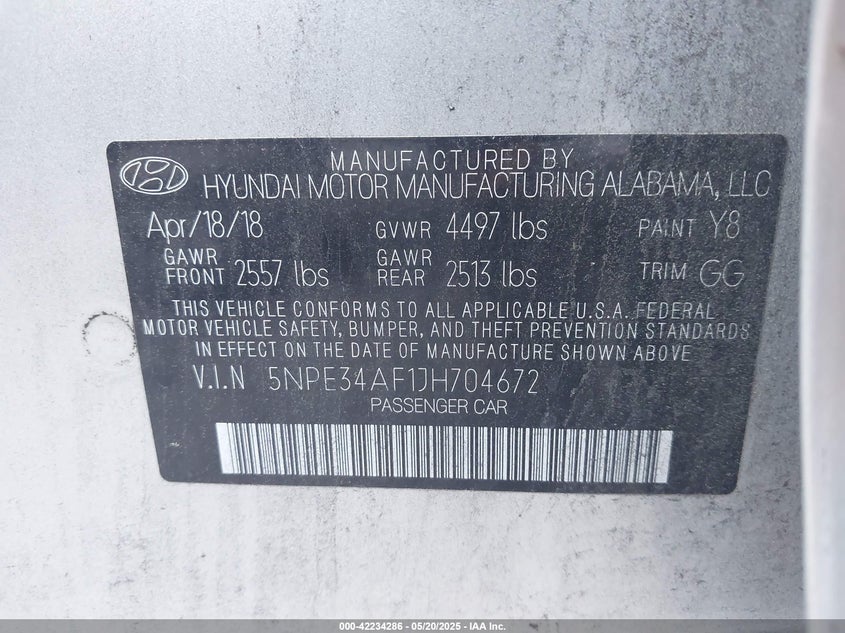 MANUFACTURED BY
HYUNDAI MOTOR MANUFACTURING ALABAMA, LLC
Apr/18/18 GVWR 4497 lbs PAINT Y8
GAWR FRONT 2557 lbs GAWR REAR 2513 lbs TRIM GG
THIS VEHICLE CONFORMS TO ALL APPLICABLE U.S.A. FEDERAL
MOTOR VEHICLE SAFETY, BUMPER, AND THEFT PREVENTION STANDARDS
IN EFFECT ON THE DATE OF MANUFACTURE SHOWN ABOVE
V.I.N 5NPE34AF1JH704672
PASSENGER CAR
000-42234286 - 05/20/2025 - IAA Inc.